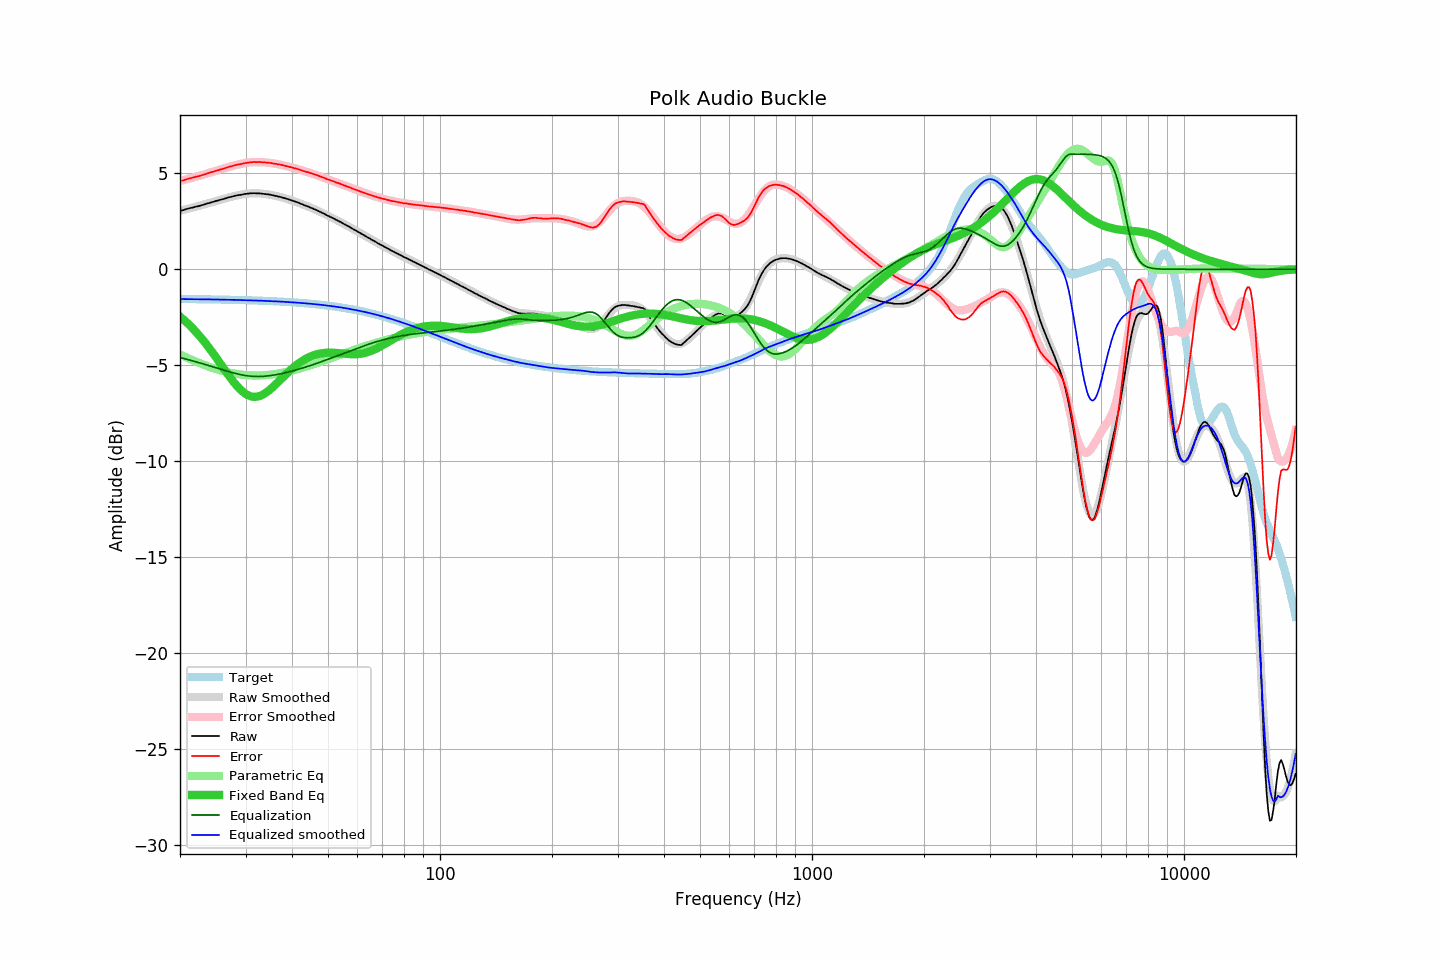 Polk Audio Buckle
Amplitude (dBr)
5
0
−5
−10
−15
−20
−25
−30
Target
Raw Smoothed
Error Smoothed
Raw
Error
Parametric Eq
Fixed Band Eq
Equalization
Equalized smoothed
100
1000
10000
Frequency (Hz)